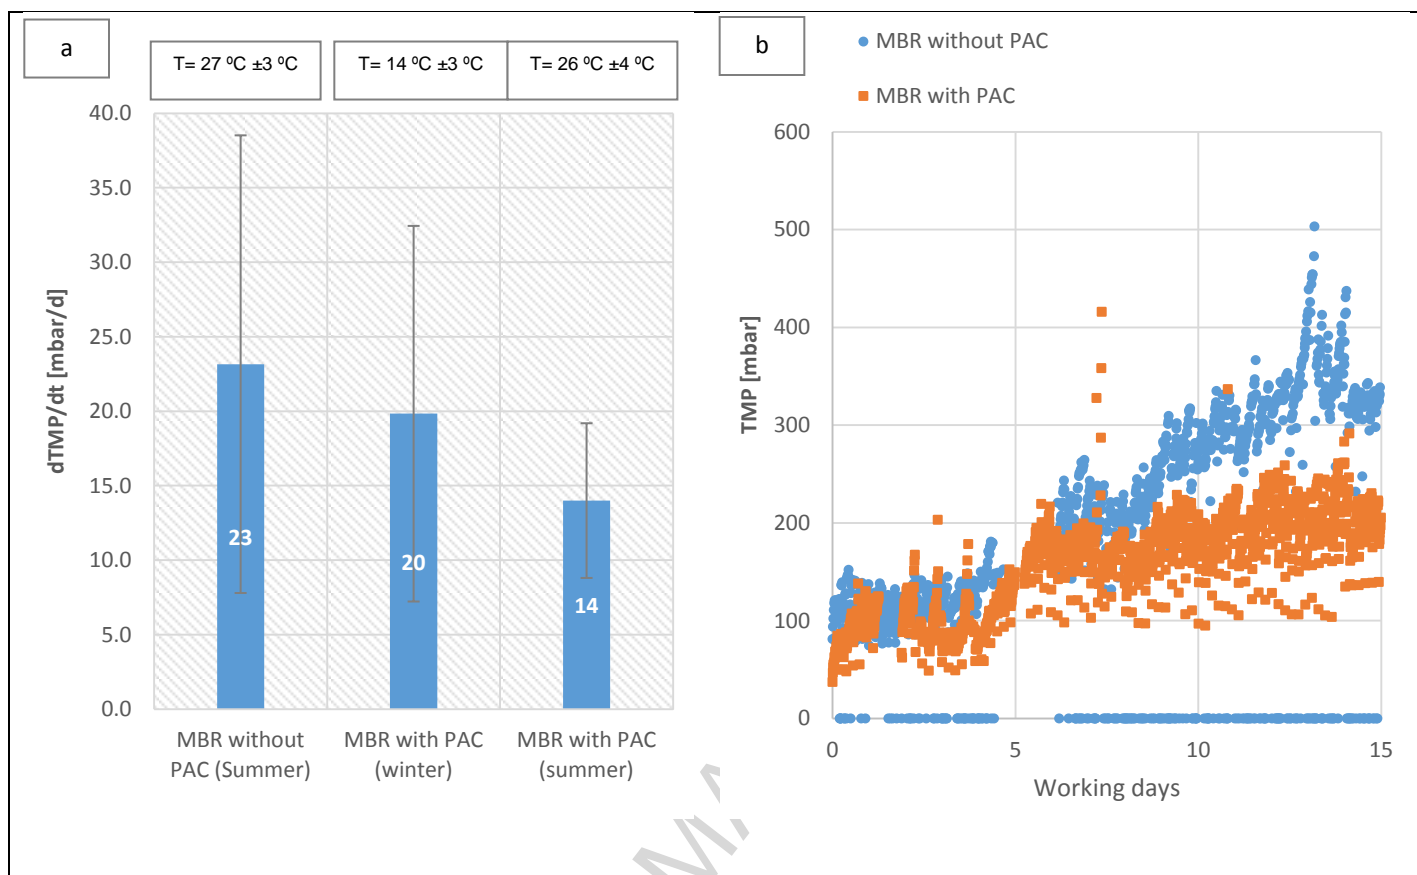 a
T= 27 ºC ±3 ºC
T= 14 ºC ±3 ºC
T= 26 ºC ±4 ºC
40.0
35.0
30.0
25.0
20.0
15.0
10.0
5.0
0.0
dTMP/dt [mbar/d]
23
20
14
MBR without
PAC (Summer)
MBR with PAC
(winter)
MBR with PAC
(summer)
b
MBR without PAC
MBR with PAC
600
500
400
300
200
100
0
TMP [mbar]
0
5
10
15
Working days